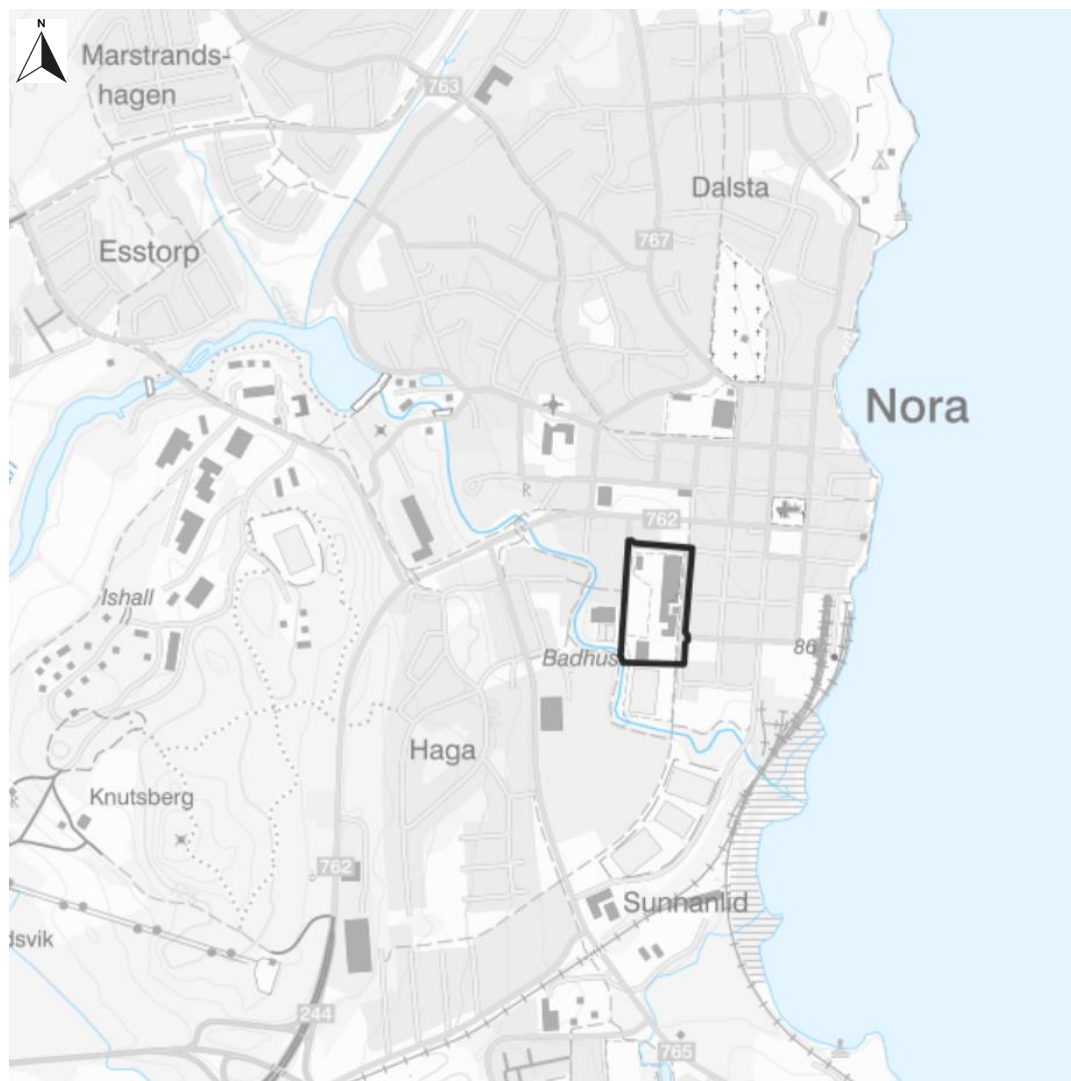 N
Marstrands-
hagen
763
Dalsta
767
Esstorp
Nora
R
762
Ishall
86
Badhus
Haga
Knutsberg
R
762
Sunnanlid
dsvik
244
765